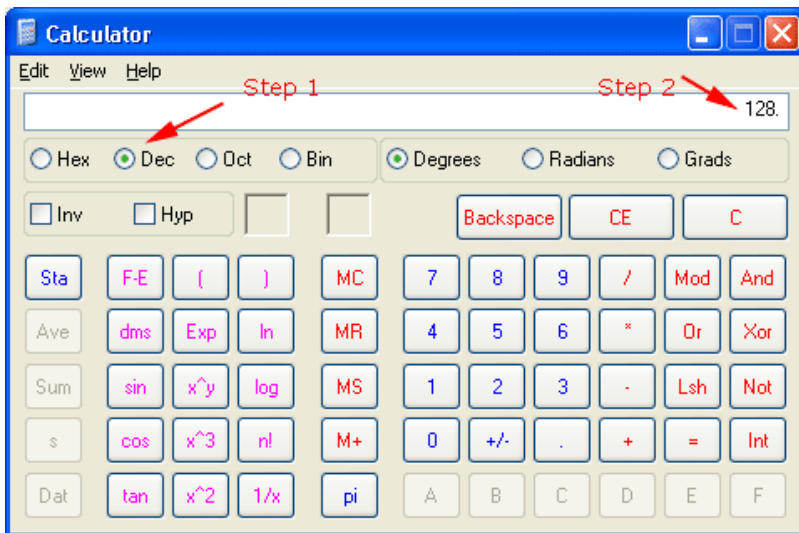 Calculator
Edit View Help
Step 1 Step 2
128.
Hex Dec Oct Bin Degrees Radians Grads
Inv Hyp Backspace CE C
Sta F-E ( ) MC 7 8 9 / Mod And
Ave dms Exp ln MR 4 5 6 * Or Xor
Sum sin x^y log MS 1 2 3 - Lsh Not
s cos x^3 n! M+ 0 +/- . + = Int
Dat tan x^2 1/x pi A B C D E F